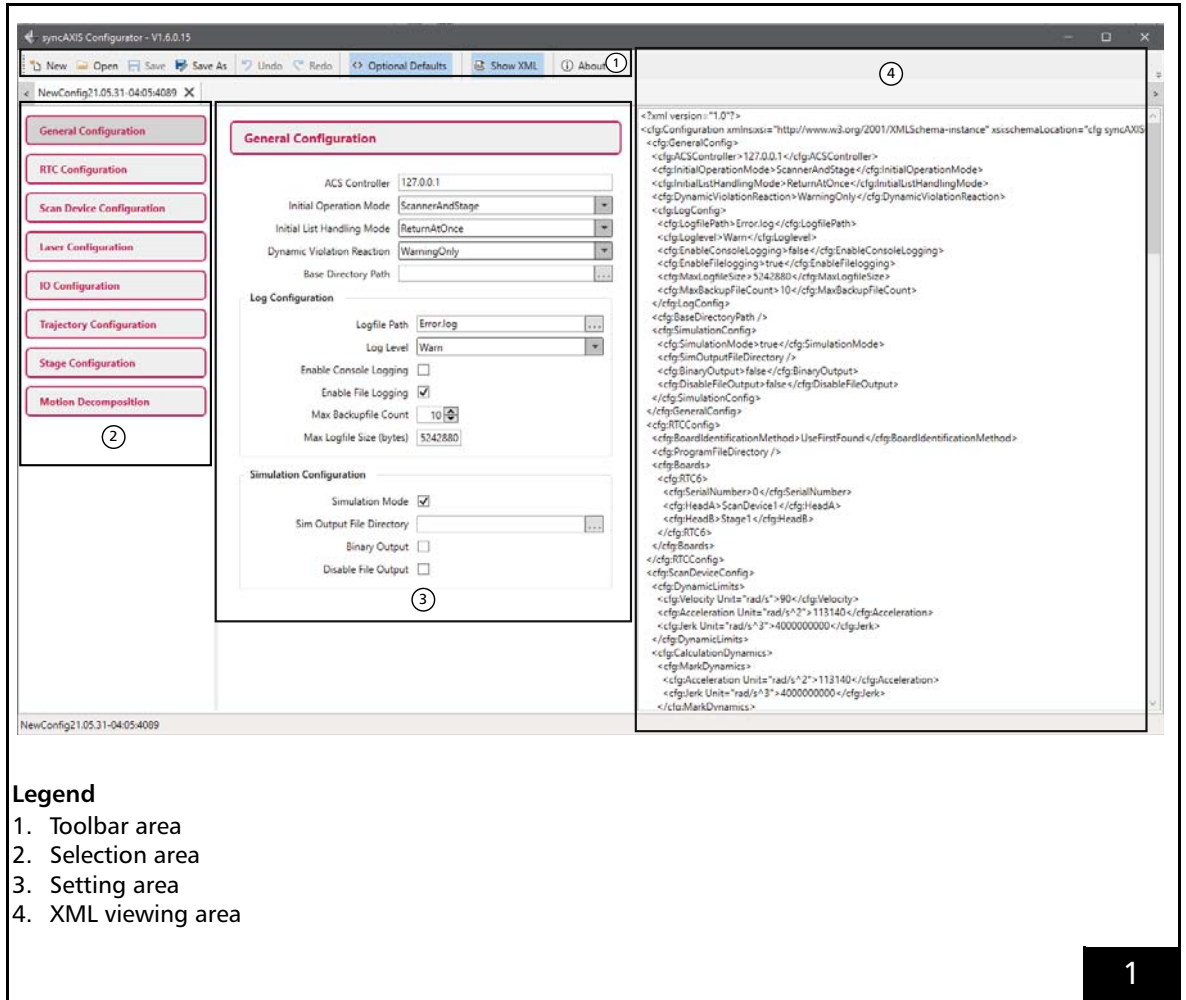 syncAXIS Configurator - V1.6.0.15
New Open Save Save As Undo Redo Optional Defaults Show XML About 1
4
NewConfig21.05.31-04:05:4089
General Configuration
RTC Configuration
Scan Device Configuration
Laser Configuration
IO Configuration
Trajectory Configuration
Stage Configuration
Motion Decomposition
2
General Configuration
ACS Controller 127.0.0.1
Initial Operation Mode ScannerAndStage
Initial List Handling Mode ReturnAtOnce
Dynamic Violation Reaction WarningOnly
Base Directory Path ...
Log Configuration
Logfile Path Error.log ...
Log Level Warn
Enable Console Logging
Enable File Logging
Max Backupfile Count 10
Max Logfile Size (bytes) 5242880
Simulation Configuration
Simulation Mode
Sim Output File Directory ...
Binary Output
Disable File Output
3
<?xml version="1.0"?>
<cfg:Configuration xmlns:xsi="http://www.w3.org/2001/XMLSchema-instance" xsi:schemaLocation="cfg syncAXIS
<cfg:GeneralConfig>
<cfg:ACSController>127.0.0.1</cfg:ACSController>
<cfg:InitialOperationMode>ScannerAndStage</cfg:InitialOperationMode>
<cfg:InitialListHandlingMode>ReturnAtOnce</cfg:InitialListHandlingMode>
<cfg:DynamicViolationReaction>WarningOnly</cfg:DynamicViolationReaction>
<cfg:LogConfig>
<cfg:LogfilePath>Error.log</cfg:LogfilePath>
<cfg:Loglevel>Warn</cfg:Loglevel>
<cfg:EnableConsoleLogging>false</cfg:EnableConsoleLogging>
<cfg:EnableFilelogging>true</cfg:EnableFilelogging>
<cfg:MaxLogfileSize>5242880</cfg:MaxLogfileSize>
<cfg:MaxBackupFileCount>10</cfg:MaxBackupFileCount>
</cfg:LogConfig>
<cfg:BaseDirectoryPath />
<cfg:SimulationConfig>
<cfg:SimulationMode>true</cfg:SimulationMode>
<cfg:SimOutputFileDirectory />
<cfg:BinaryOutput>false</cfg:BinaryOutput>
<cfg:DisableFileOutput>false</cfg:DisableFileOutput>
</cfg:SimulationConfig>
</cfg:GeneralConfig>
<cfg:RTCConfig>
<cfg:BoardIdentificationMethod>UseFirstFound</cfg:BoardIdentificationMethod>
<cfg:ProgramFileDirectory />
<cfg:Boards>
<cfg:RTC6>
<cfg:SerialNumber>0</cfg:SerialNumber>
<cfg:HeadA>ScanDevice1</cfg:HeadA>
<cfg:HeadB>Stage1</cfg:HeadB>
</cfg:RTC6>
</cfg:Boards>
</cfg:RTCConfig>
<cfg:ScanDeviceConfig>
<cfg:DynamicLimits>
<cfg:Velocity Unit="rad/s">90</cfg:Velocity>
<cfg:Acceleration Unit="rad/s^2">113140</cfg:Acceleration>
<cfg:Jerk Unit="rad/s^3">4000000000</cfg:Jerk>
</cfg:DynamicLimits>
<cfg:CalculationDynamics>
<cfg:MarkDynamics>
<cfg:Acceleration Unit="rad/s^2">113140</cfg:Acceleration>
<cfg:Jerk Unit="rad/s^3">4000000000</cfg:Jerk>
</cfg:MarkDynamics>
NewConfig21.05.31-04:05:4089
Legend
1. Toolbar area
2. Selection area
3. Setting area
4. XML viewing area
1